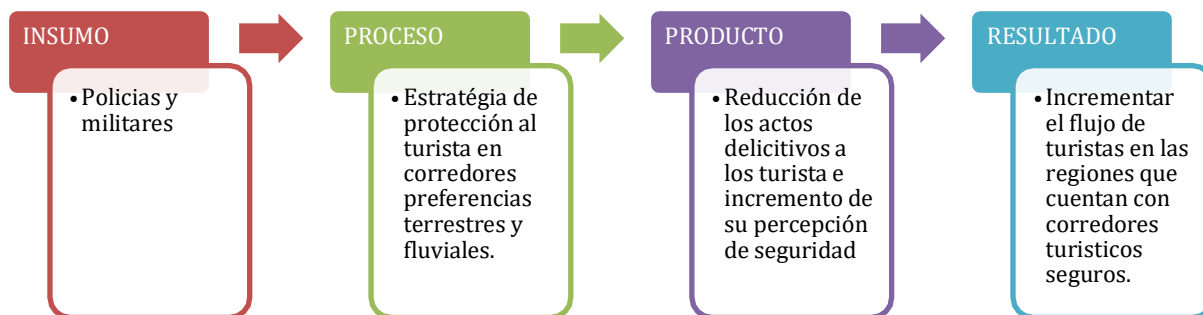 INSUMO
• Policias y
militares
PROCESO
• Estratégia de
protección al
turista en
corredores
preferencias
terrestres y
fluviales.
PRODUCTO
• Reducción de
los actos
delicitivos a
los turista e
incremento de
su percepción
de seguridad
RESULTADO
• Incrementar
el flujo de
turistas en las
regiones que
cuentan con
corredores
turisticos
seguros.